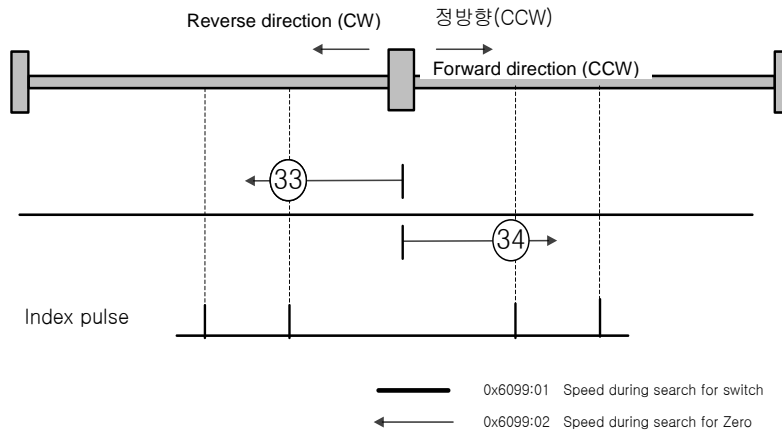 Reverse direction (CW)
정방향(CCW)
Forward direction (CCW)
33
34
Index pulse
0x6099:01 Speed during search for switch
0x6099:02 Speed during search for Zero